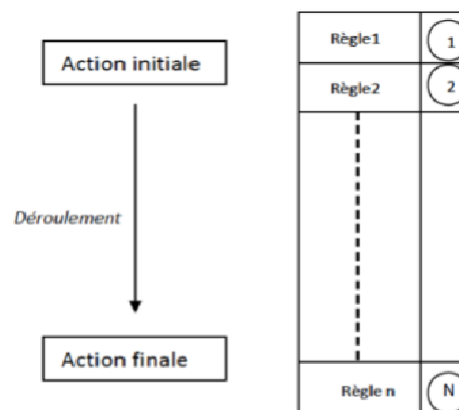 Action initiale
Déroulement
Action finale
Règle1 1
Règle2 2
Règle n N